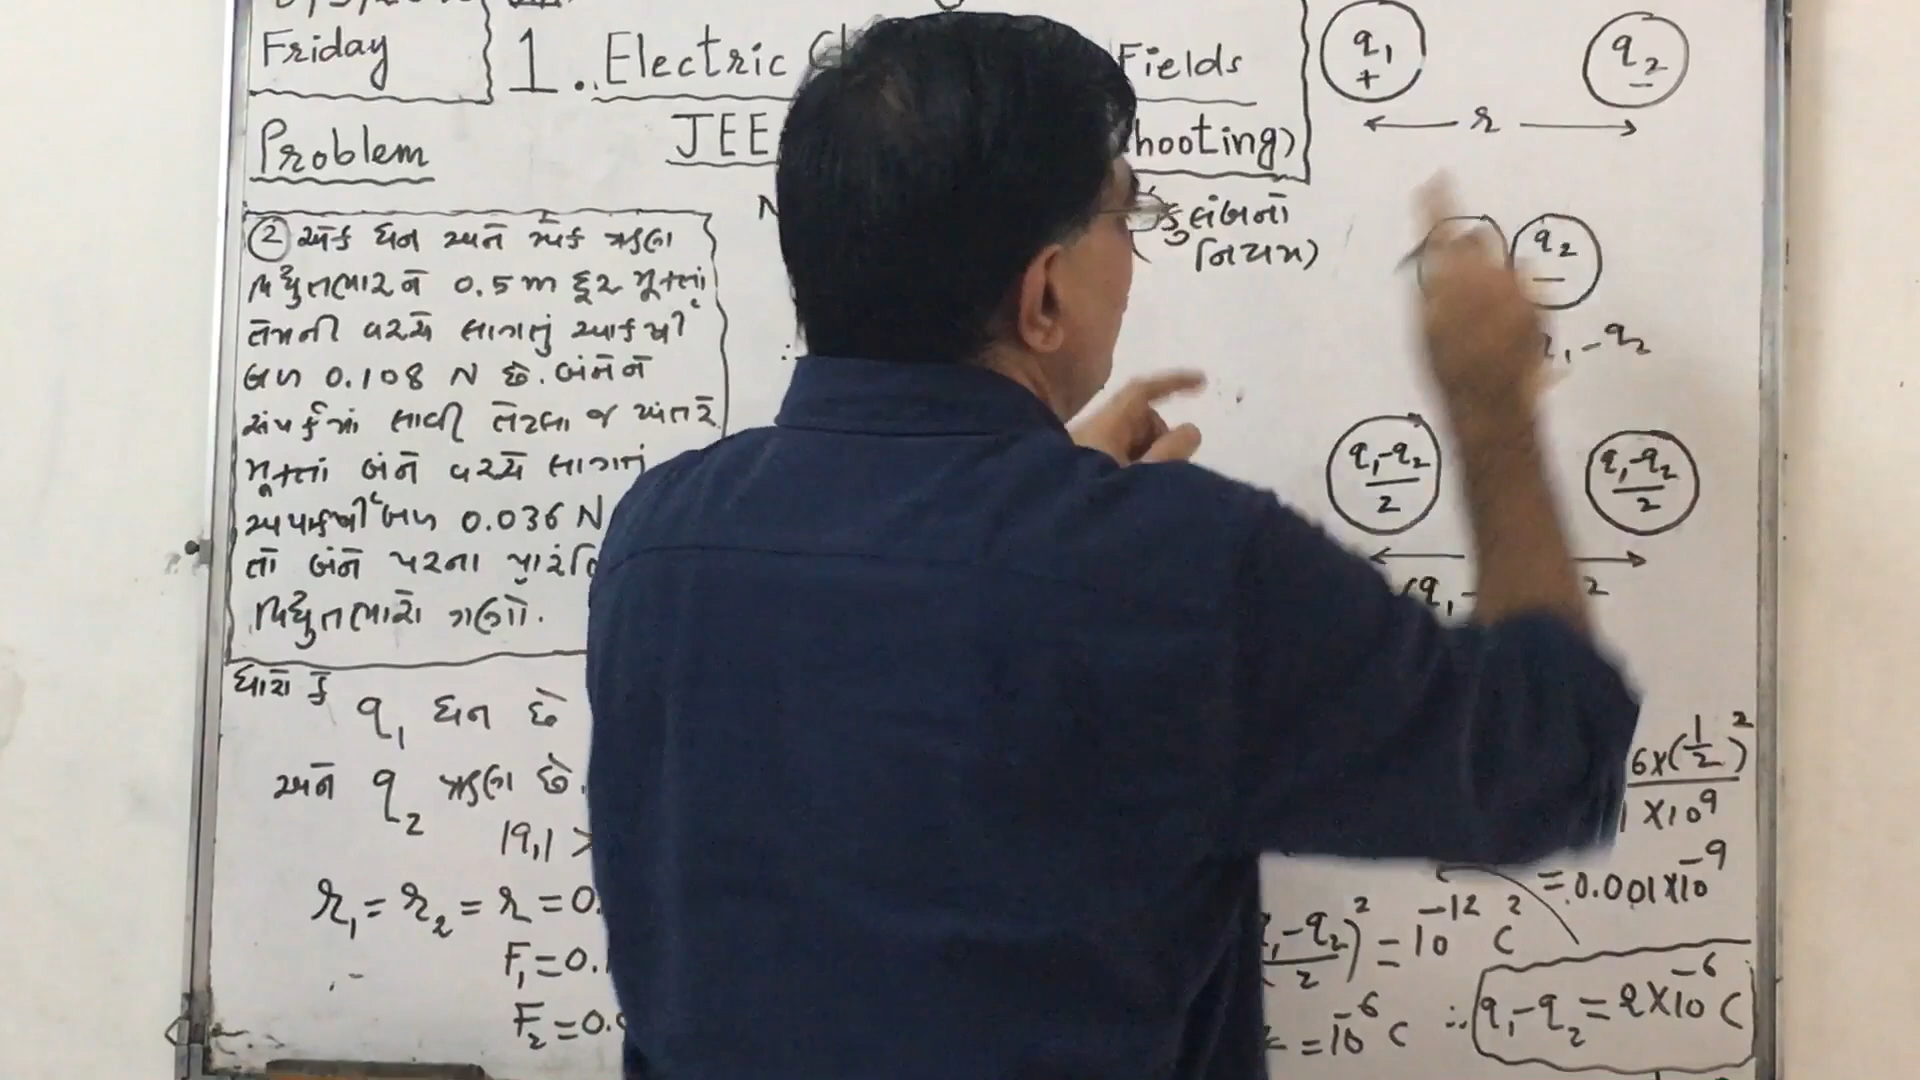 Friday
1. Electric
Fields
Problem
JEE
hooting)
② એક ધન અને એક ઋણ
વિદ્યુતભારને 0.5 m દૂર મૂકતાં
તેમની વચ્ચે લાગતું આકર્ષી
બળ 0.108 N છે. બંનેને
સંપર્કમાં લાવી તેટલા જ અંતરે
મૂકતાં બંને વચ્ચે લાગતું
અપાકર્ષી બળ 0.036 N
તો બંને પરના
વિદ્યુતભારો ગણો.
ધારો કે
q₁ ધન છે
અને q₂ ઋણ છે.
|q₁| >
r₁ = r₂ = r = 0.
F₁ = 0.
F₂ = 0.
કુલંબનો
નિયમ)
q₁
+
q₂
−
r
q₂
−
q₁ - q₂
(q₁-q₂)/2
(q₁-q₂)/2
(q₁ -
2
6×(1/2)²
×10⁹
= 0.001×10⁻⁹
q₁-q₂/2)² = 10⁻¹² C²
= 10⁻⁶ C
∴ q₁-q₂ = 2×10⁻⁶ C